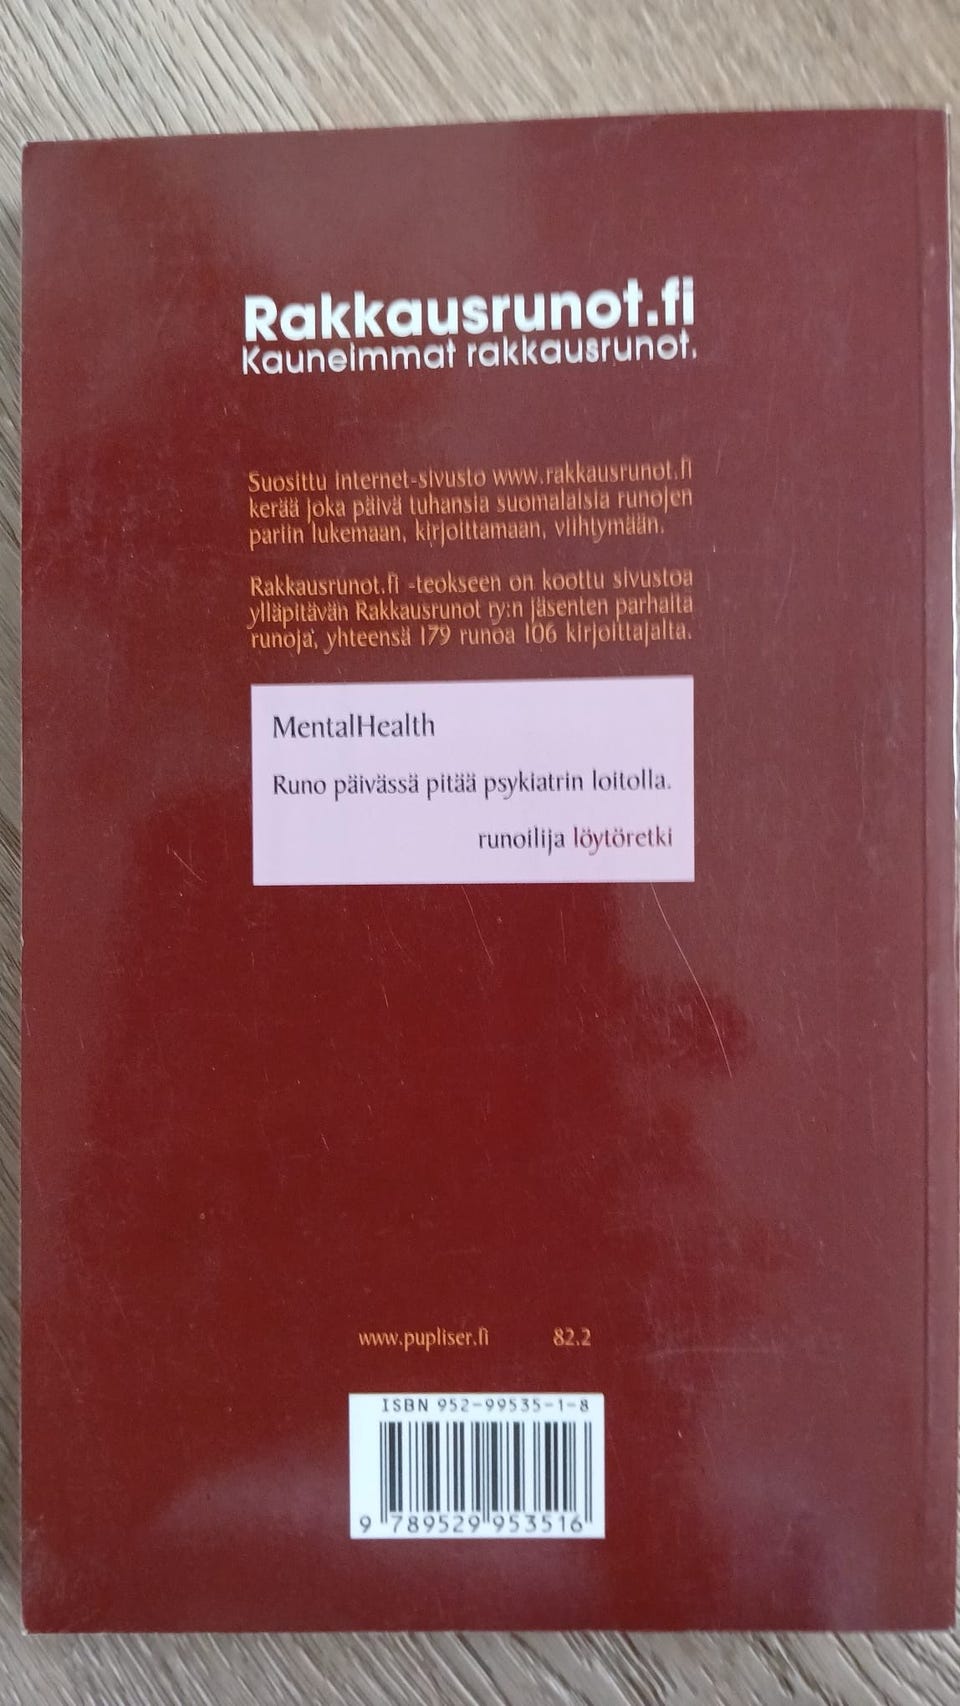 Rakkausrunot.fi
Kauneimmat rakkausrunot.
Suosittu internet-sivusto www.rakkausrunot.fi
kerää joka päivä tuhansia suomalaisia runojen
pariin lukemaan, kirjoittamaan, viihtymään.
Rakkausrunot.fi -teokseen on koottu sivustoa
ylläpitävän Rakkausrunot ry:n jäsenten parhaita
runoja, yhteensä 179 runoa 106 kirjoittajalta.
MentalHealth
Runo päivässä pitää psykiatrin loitolla.
runoilija löytöretki
www.pupliser.fi 82.2
ISBN 952-99535-1-8
9 789529 953516